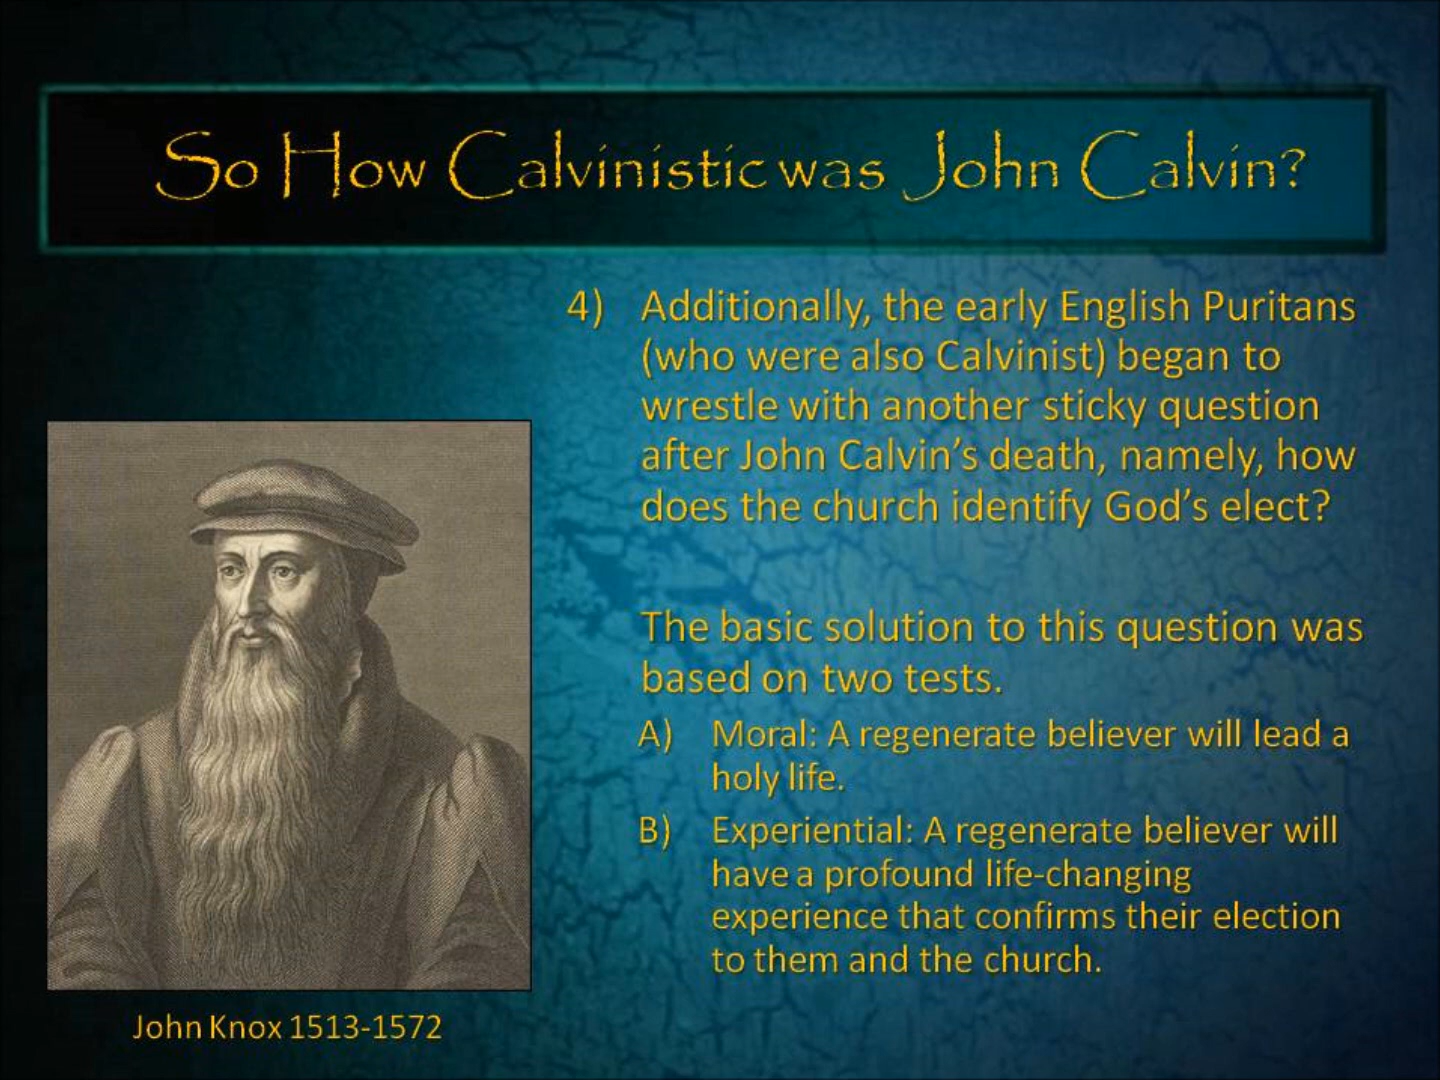 So How Calvinistic was John Calvin?
4) Additionally, the early English Puritans
(who were also Calvinist) began to
wrestle with another sticky question
after John Calvin’s death, namely, how
does the church identify God’s elect?
The basic solution to this question was
based on two tests.
A) Moral: A regenerate believer will lead a
holy life.
B) Experiential: A regenerate believer will
have a profound life-changing
experience that confirms their election
to them and the church.
John Knox 1513-1572